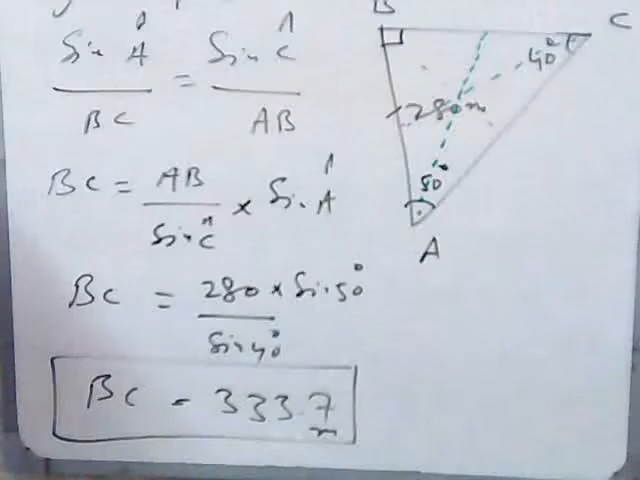 B
C
Sin Â = Sin Ĉ
BC AB
40°
280m
BC = AB × Sin Â
Sin Ĉ
50°
A
BC = 280 × Sin 50°
Sin 40°
BC = 333.7
m